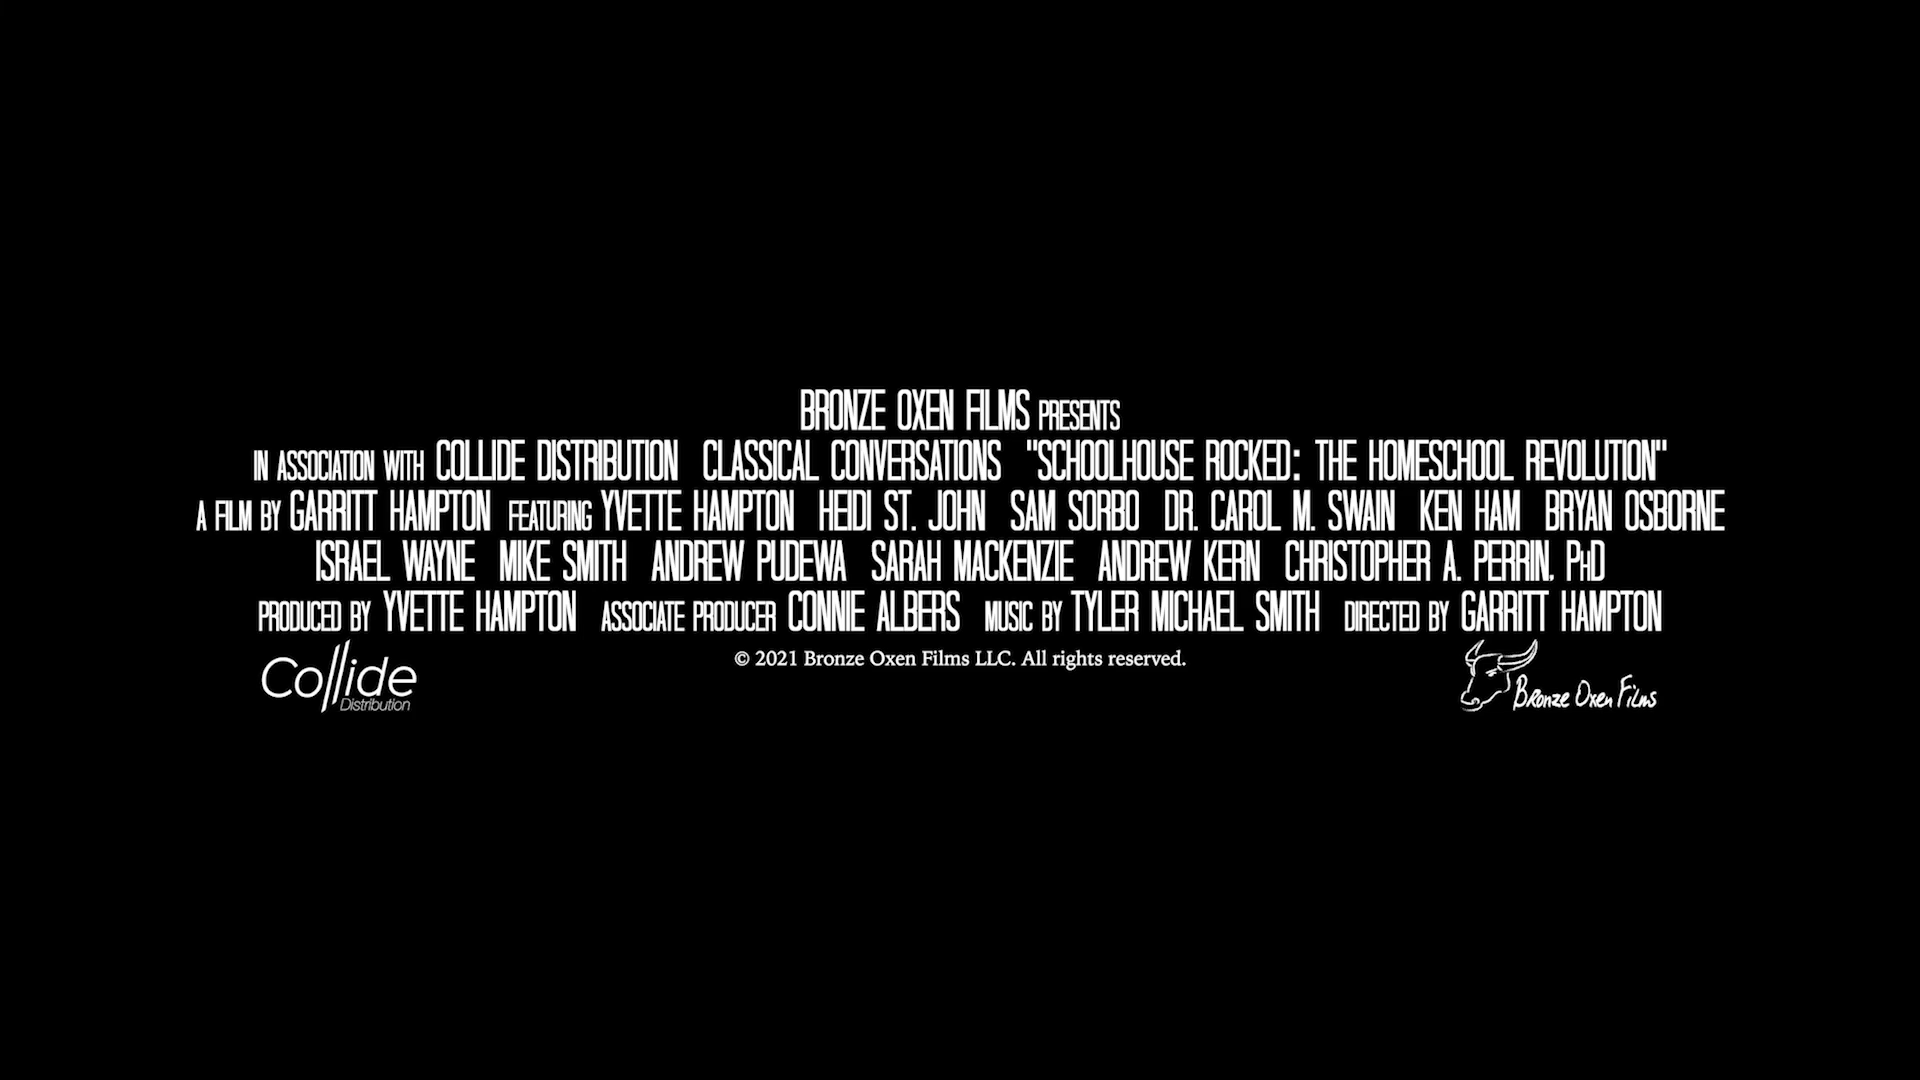 BRONZE OXEN FILMS PRESENTS
IN ASSOCIATION WITH COLLIDE DISTRIBUTION CLASSICAL CONVERSATIONS "SCHOOLHOUSE ROCKED: THE HOMESCHOOL REVOLUTION"
A FILM BY GARRITT HAMPTON FEATURING YVETTE HAMPTON HEIDI ST. JOHN SAM SORBO DR. CAROL M. SWAIN KEN HAM BRYAN OSBORNE
ISRAEL WAYNE MIKE SMITH ANDREW PUDEWA SARAH MACKENZIE ANDREW KERN CHRISTOPHER A. PERRIN, PHD
PRODUCED BY YVETTE HAMPTON ASSOCIATE PRODUCER CONNIE ALBERS MUSIC BY TYLER MICHAEL SMITH DIRECTED BY GARRITT HAMPTON
© 2021 Bronze Oxen Films LLC. All rights reserved.
Collide
Distribution
Bronze Oxen Films